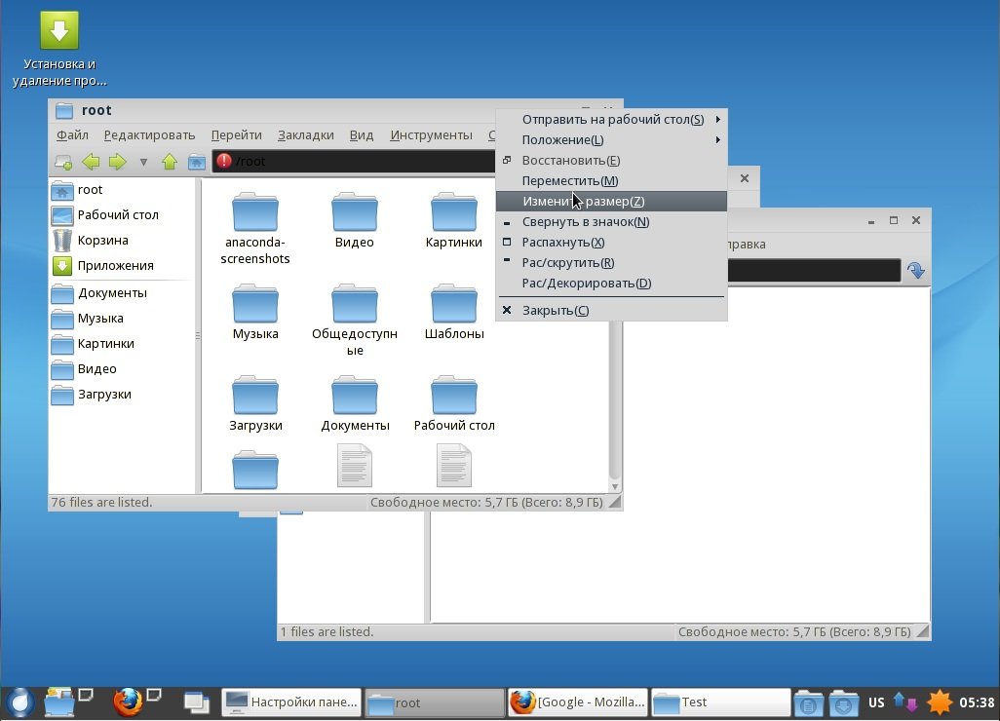 Установка и
удаление про...
root
Файл Редактировать Перейти Закладки Вид Инструменты С
/root
root
Рабочий стол
Корзина
Приложения
Документы
Музыка
Картинки
Видео
Загрузки
anaconda-
screenshots
Видео
Картинки
Музыка
Общедоступн
ые
Шаблоны
Загрузки
Документы
Рабочий стол
76 files are listed.
Свободное место: 5,7 ГБ (Всего: 8,9 ГБ)
Отправить на рабочий стол(S)
Положение(L)
Восстановить(E)
Переместить(M)
Изменить размер(Z)
Свернуть в значок(N)
Распахнуть(X)
Рас/скрутить(R)
Рас/Декорировать(D)
Закрыть(C)
правка
1 files are listed.
Свободное место: 5,7 ГБ (Всего: 8,9 ГБ)
Настройки пане...
root
[Google - Mozilla...
Test
US
05:38